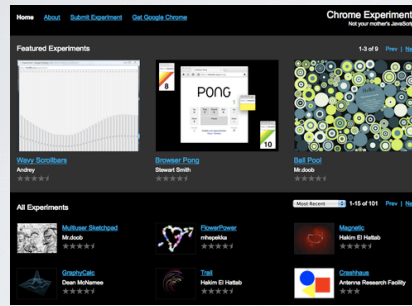 Home About Submit Experiment Get Google Chrome
Chrome Experiment
Not your mother's JavaScript
Featured Experiments
1-3 of 9 Prev | Ne
8
PONG
10
Wavy Scrollbars
Andrey
Browser Pong
Stewart Smith
Ball Pool
Mr.doob
All Experiments
Most Recent
1-15 of 101 Prev | Ne
Multiuser Sketchpad
Mr.doob
FlowerPower
mhepekka
Magnetic
Hakim El Hattab
GraphyCalc
Dean McNamee
Trail
Hakim El Hattab
Crashhaus
Antenna Research Facility